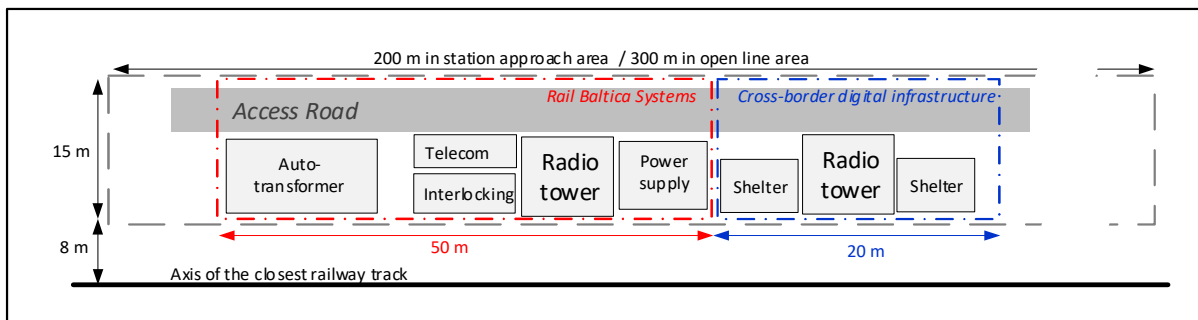 200 m in station approach area / 300 m in open line area
Rail Baltica Systems
Cross-border digital infrastructure
Access Road
15 m
Auto-
transformer
Telecom
Interlocking
Radio
tower
Power
supply
Shelter
Radio
tower
Shelter
8 m
50 m
20 m
Axis of the closest railway track